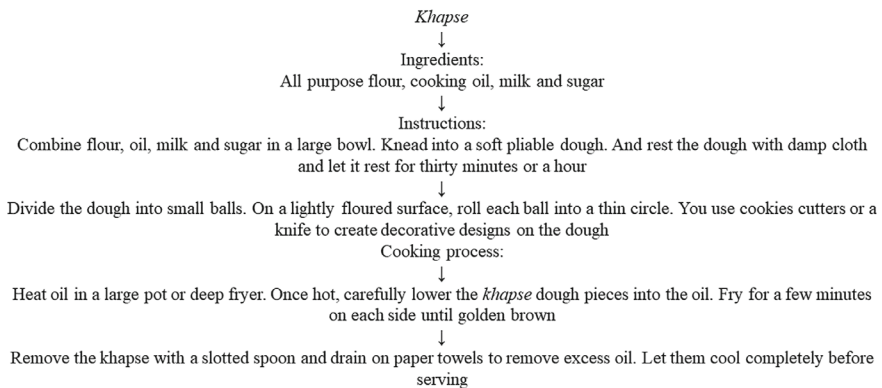 Khapse
↓
Ingredients:
All purpose flour, cooking oil, milk and sugar
↓
Instructions:
Combine flour, oil, milk and sugar in a large bowl. Knead into a soft pliable dough. And rest the dough with damp cloth
and let it rest for thirty minutes or a hour
↓
Divide the dough into small balls. On a lightly floured surface, roll each ball into a thin circle. You use cookies cutters or a
knife to create decorative designs on the dough
Cooking process:
↓
Heat oil in a large pot or deep fryer. Once hot, carefully lower the khapse dough pieces into the oil. Fry for a few minutes
on each side until golden brown
↓
Remove the khapse with a slotted spoon and drain on paper towels to remove excess oil. Let them cool completely before
serving